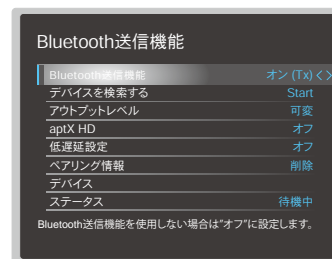 Bluetooth送信機能
Bluetooth送信機能 オン (Tx) < >
デバイスを検索する Start
アウトプットレベル 可変
aptX HD オフ
低遅延設定 オフ
ペアリング情報 削除
デバイス
ステータス 待機中
Bluetooth送信機能を使用しない場合は"オフ"に設定します。